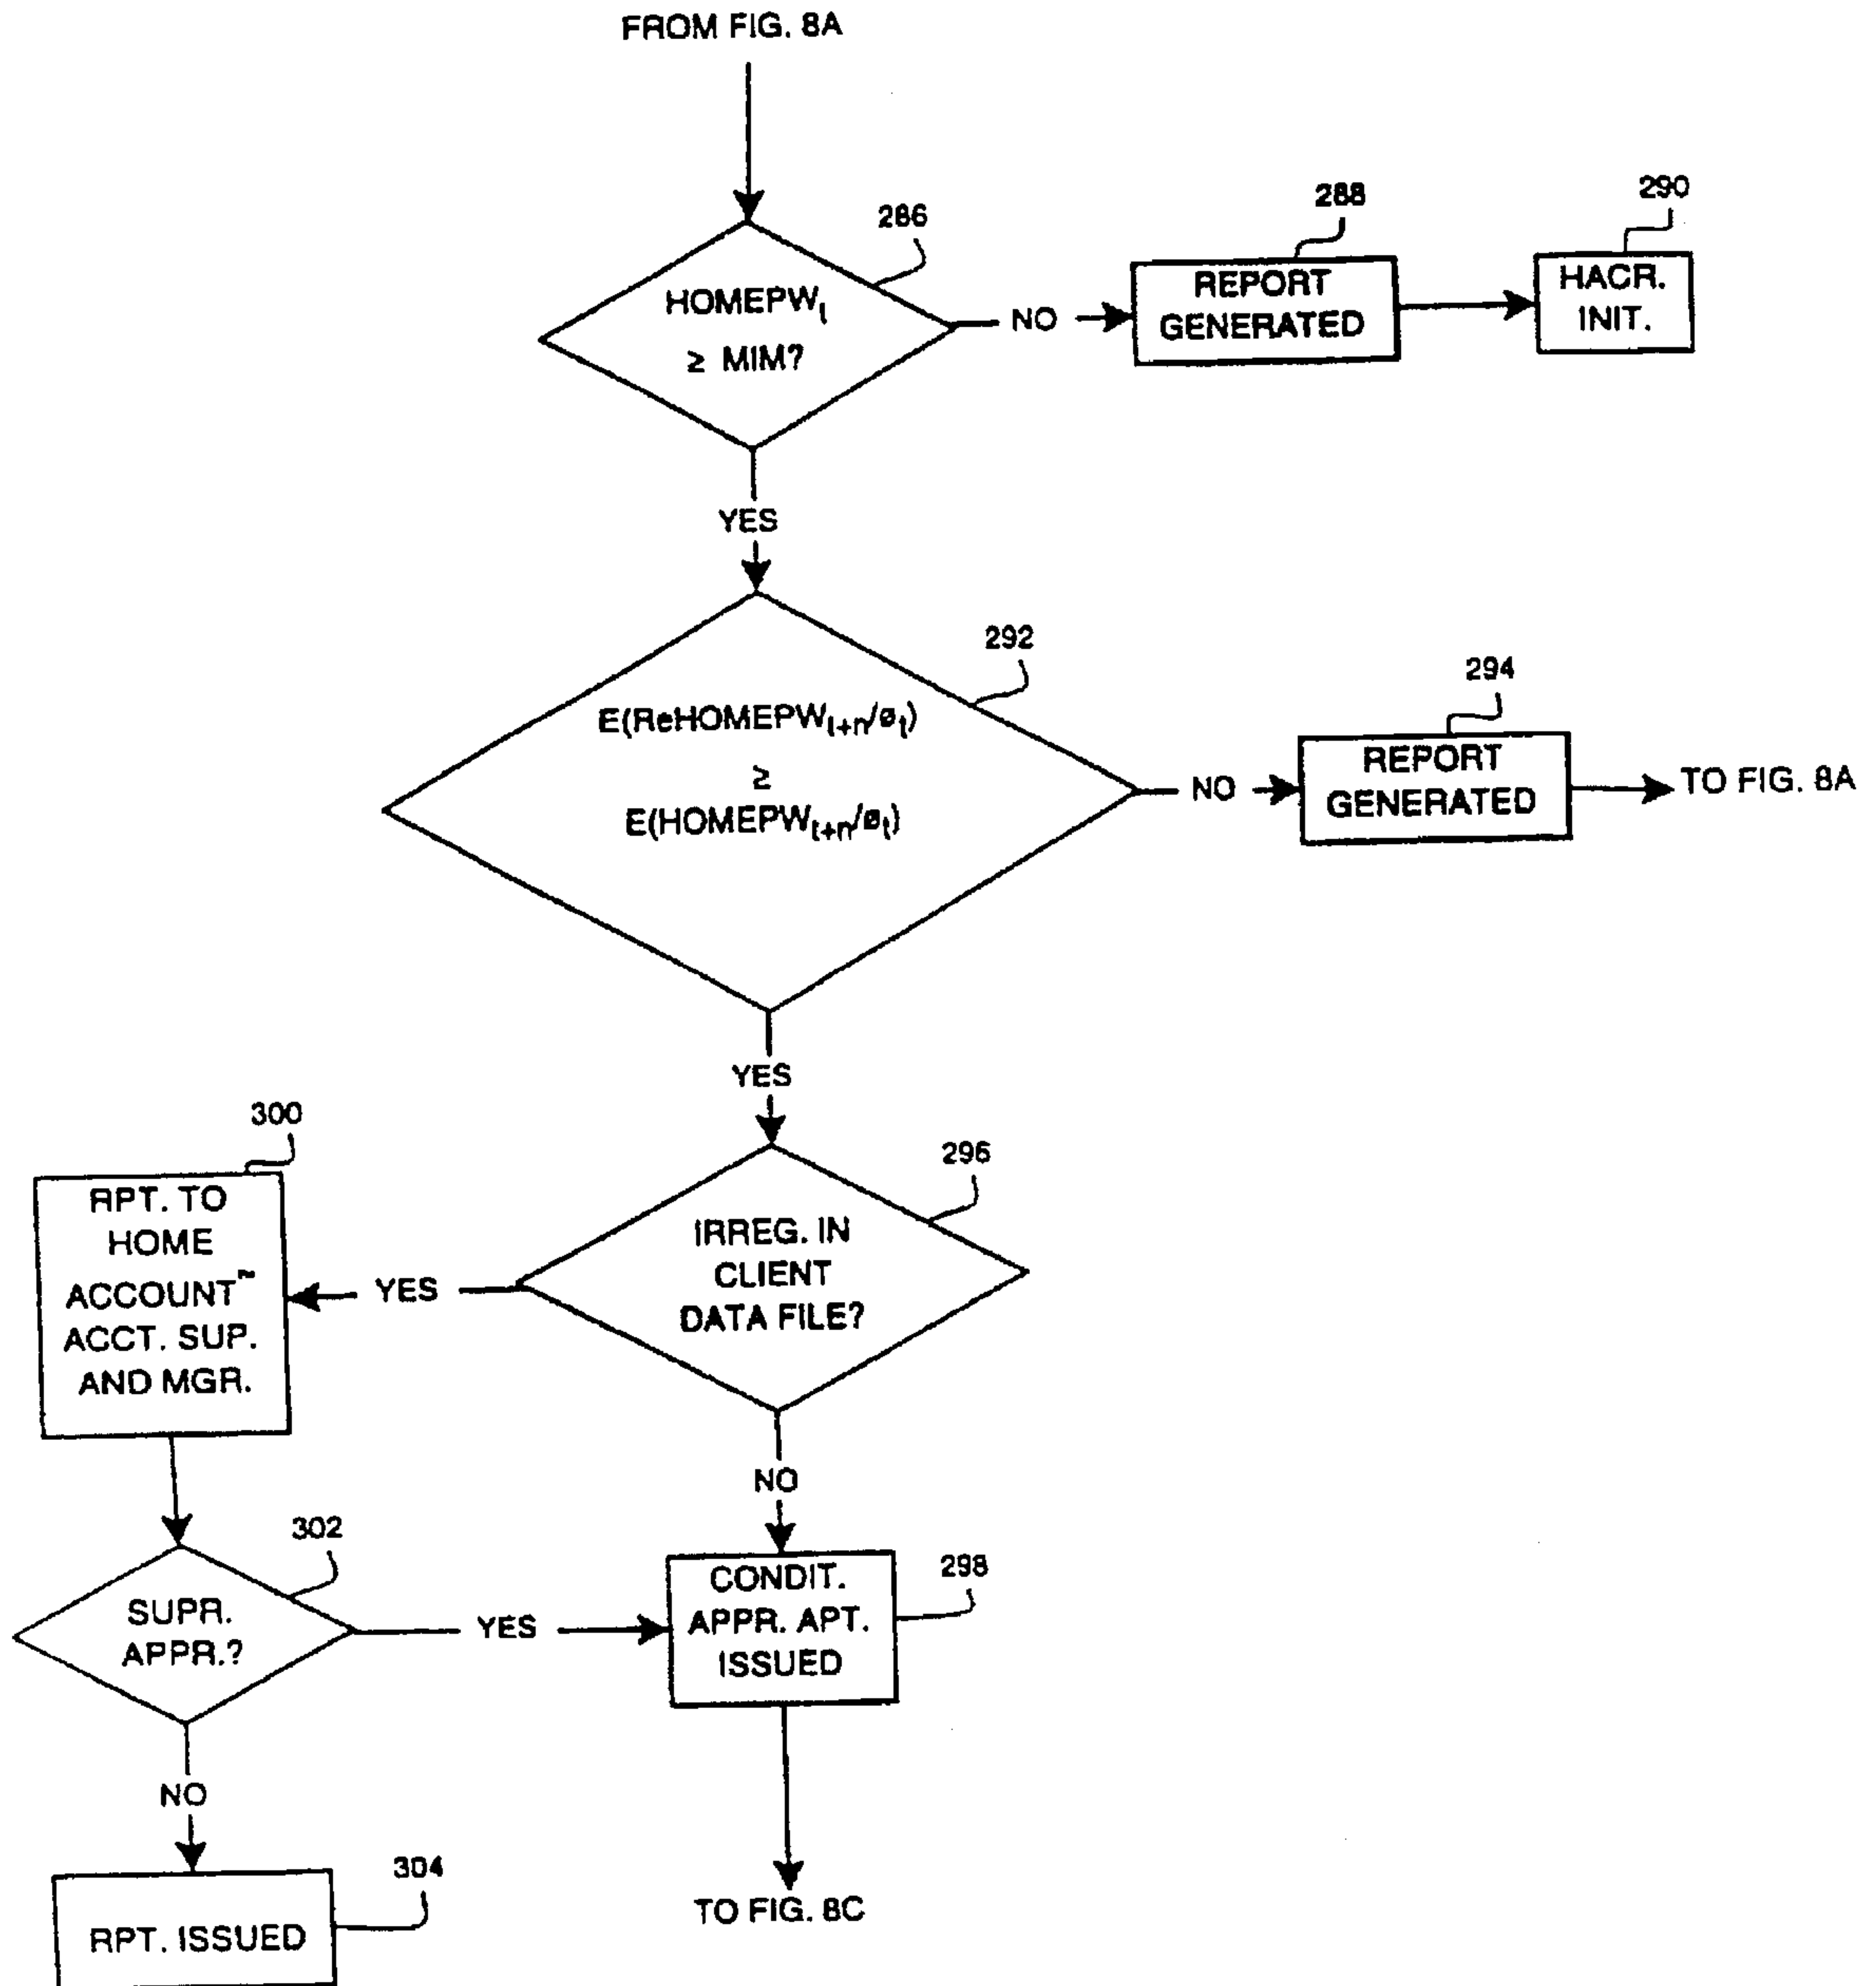 FROM FIG. 8A
286
HOMEPW_t
≥ MIM?
NO
288
REPORT
GENERATED
290
HACR.
INIT.
YES
292
E(ReHOMEPW_t+n/ø_t)
≥
E(HOMEPW_t+n/ø_t)
NO
294
REPORT
GENERATED
TO FIG. 8A
YES
296
IRREG. IN
CLIENT
DATA FILE?
YES
300
RPT. TO
HOME
ACCOUNT™
ACCT. SUP.
AND MGR.
NO
302
SUPR.
APPR.?
YES
298
CONDIT.
APPR. APT.
ISSUED
NO
304
RPT. ISSUED
TO FIG. 8C